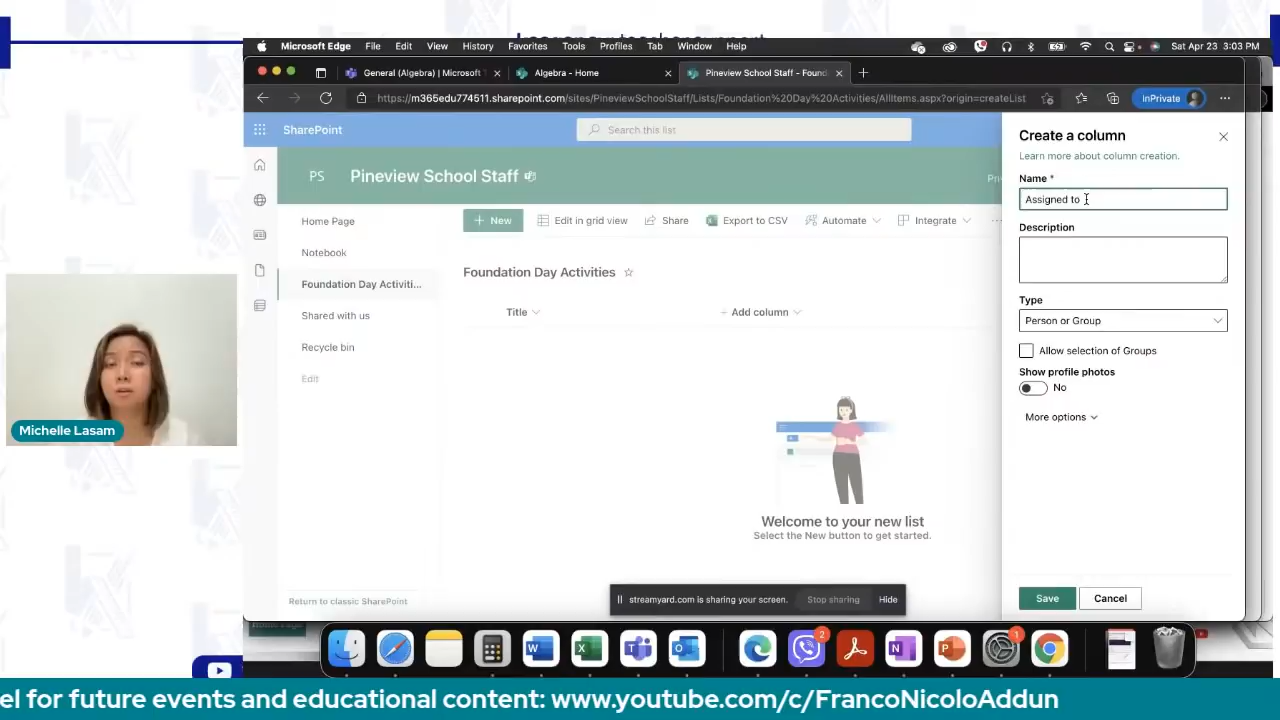 Microsoft Edge File Edit View History Favorites Tools Profiles Tab Window Help Sat Apr 23 3:03 PM
General (Algebra) | Microsoft T
Algebra - Home
Pineview School Staff - Found
https://m365edu774511.sharepoint.com/sites/PineviewSchoolStaff/Lists/Foundation%20Day%20Activities/AllItems.aspx?origin=createList
InPrivate
SharePoint
Search this list
PS
Pineview School Staff
Home Page
Notebook
Foundation Day Activiti...
Shared with us
Recycle bin
Edit
Return to classic SharePoint
+ New
Edit in grid view
Share
Export to CSV
Automate
Integrate
...
Foundation Day Activities
Title
+ Add column
Welcome to your new list
Select the New button to get started.
Create a column
Learn more about column creation.
Name *
Assigned to
Description
Type
Person or Group
Allow selection of Groups
Show profile photos
No
More options
Save
Cancel
streamyard.com is sharing your screen.
Stop sharing
Hide
Michelle Lasam
2
1
el for future events and educational content: www.youtube.com/c/FrancoNicoloAddun